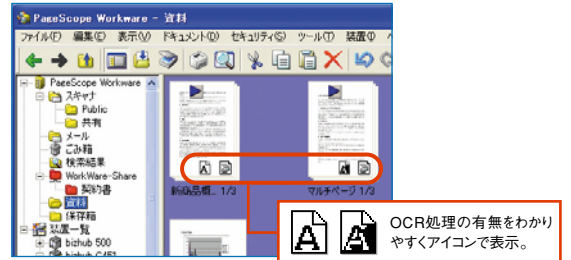 PageScope Workware - 資料
ファイル(F) 編集(E) 表示(V) ドキュメント(D) セキュリティ(S) ツール(T) 装置(I)
PageScope Workware
スキャナ
Public
共有
メール
ごみ箱
検索結果
WorkWare-Share
契約書
資料
保存箱
装置一覧
bizhub 500
bizhub C451
新商品概... 1/3
マルチページ 1/3
A
A
OCR処理の有無をわかり
やすくアイコンで表示。